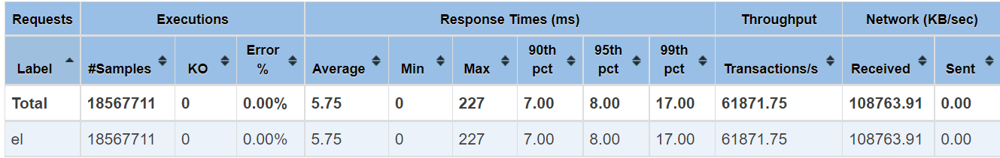 Requests Executions Response Times (ms) Throughput Network (KB/sec)
Label #Samples KO Error % Average Min Max 90th pct 95th pct 99th pct Transactions/s Received Sent
Total 18567711 0 0.00% 5.75 0 227 7.00 8.00 17.00 61871.75 108763.91 0.00
el 18567711 0 0.00% 5.75 0 227 7.00 8.00 17.00 61871.75 108763.91 0.00